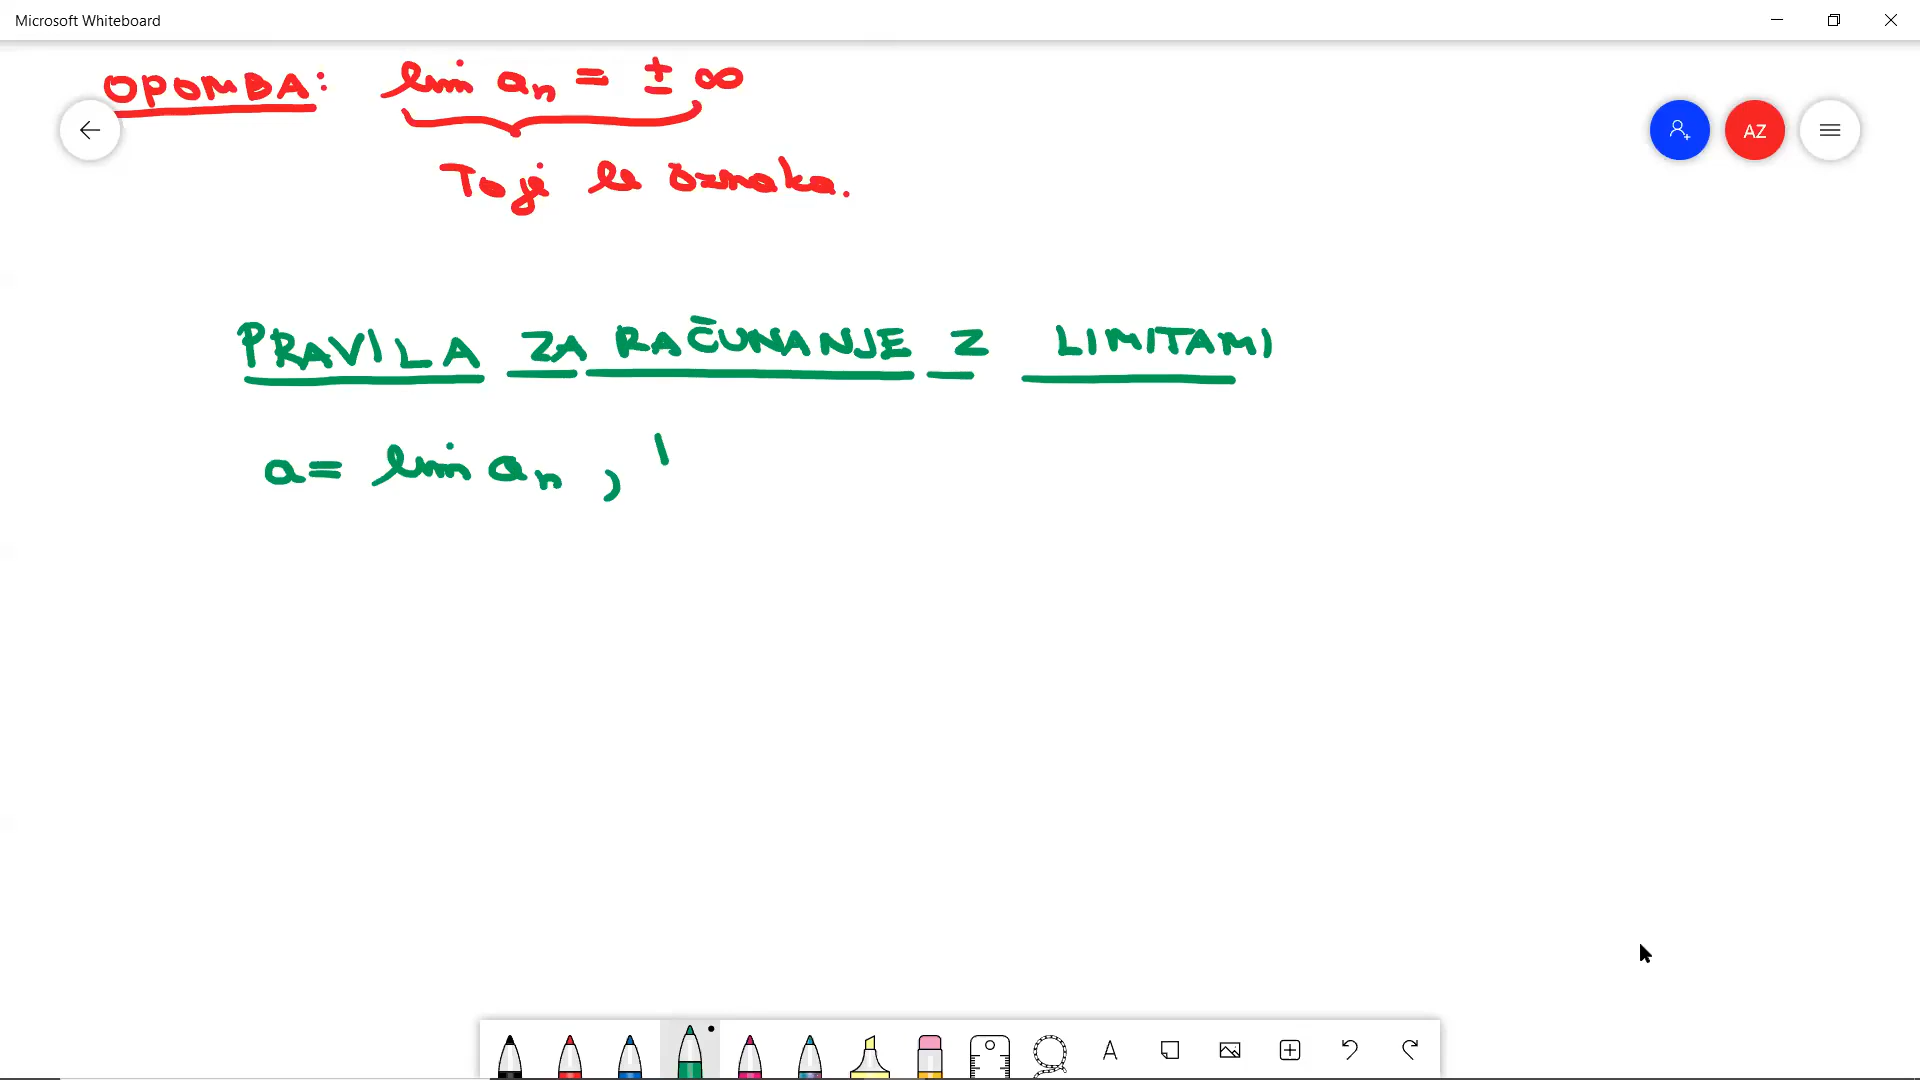 Microsoft Whiteboard
OPOMBA: lim aₙ = ± ∞
To je le oznaka.
AZ
PRAVILA ZA RAČUNANJE Z LIMITAMI
a = lim aₙ ,
A